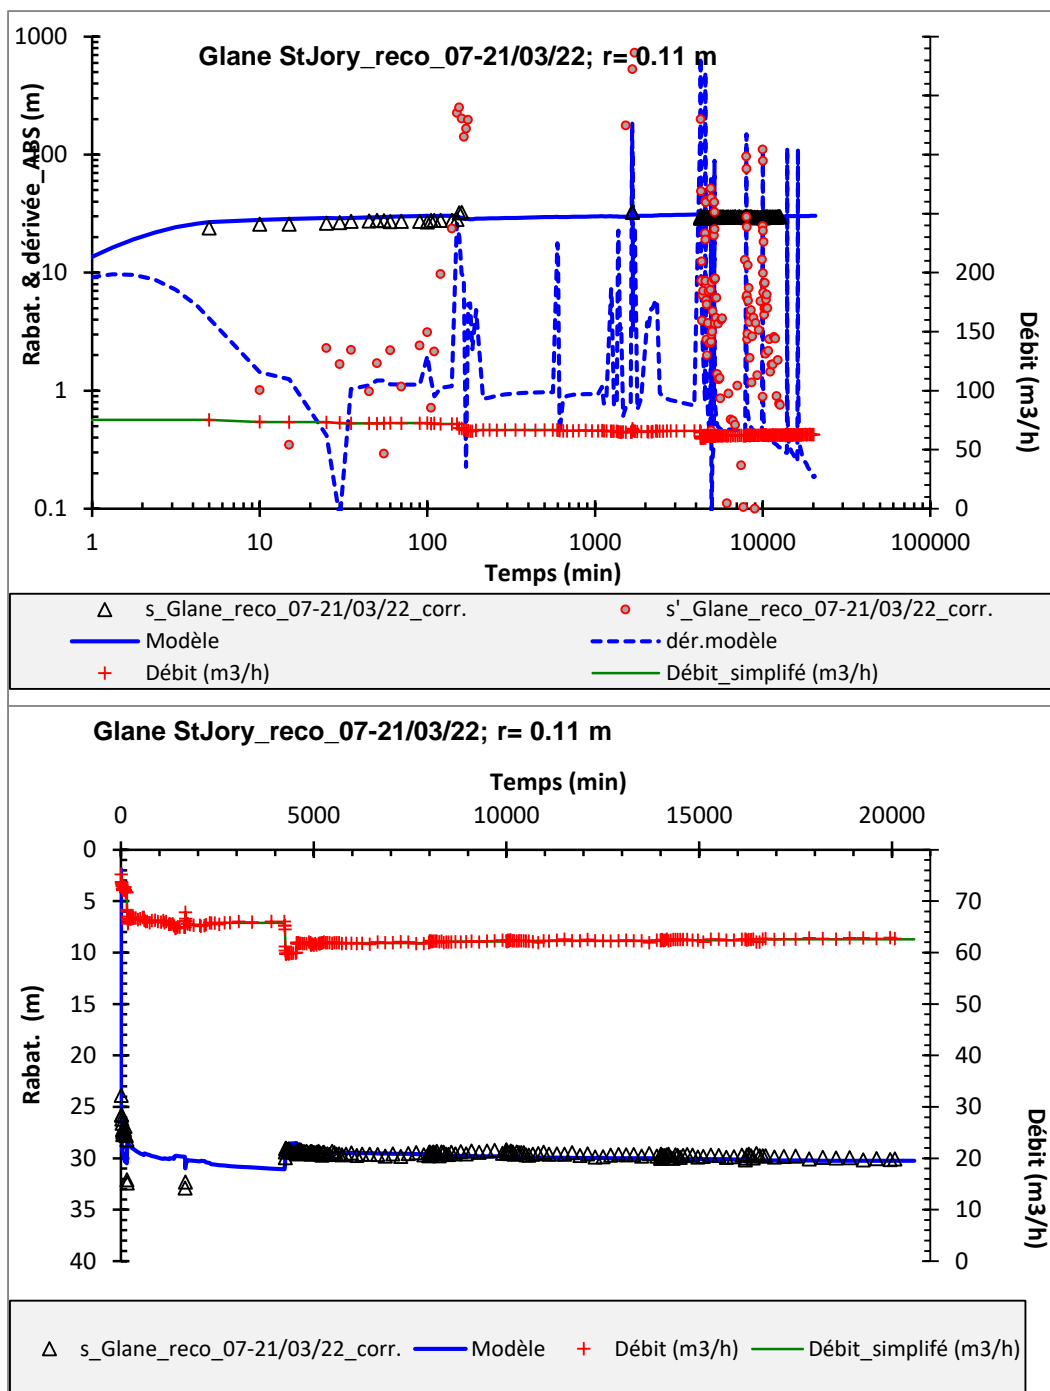 Glane StJory_reco_07-21/03/22; r= 0.11 m
Rabat. & dérivée_ABS (m)
1000
100
10
1
0.1
200
150
100
50
0
Débit (m3/h)
1 10 100 1000 10000 100000
Temps (min)
s_Glane_reco_07-21/03/22_corr. s'_Glane_reco_07-21/03/22_corr.
Modèle dér.modèle
Débit (m3/h) Débit_simplifé (m3/h)
Glane StJory_reco_07-21/03/22; r= 0.11 m
Temps (min)
0 5000 10000 15000 20000
Rabat. (m)
0
5
10
15
20
25
30
35
40
70
60
50
40
30
20
10
0
Débit (m3/h)
s_Glane_reco_07-21/03/22_corr. Modèle Débit (m3/h) Débit_simplifé (m3/h)